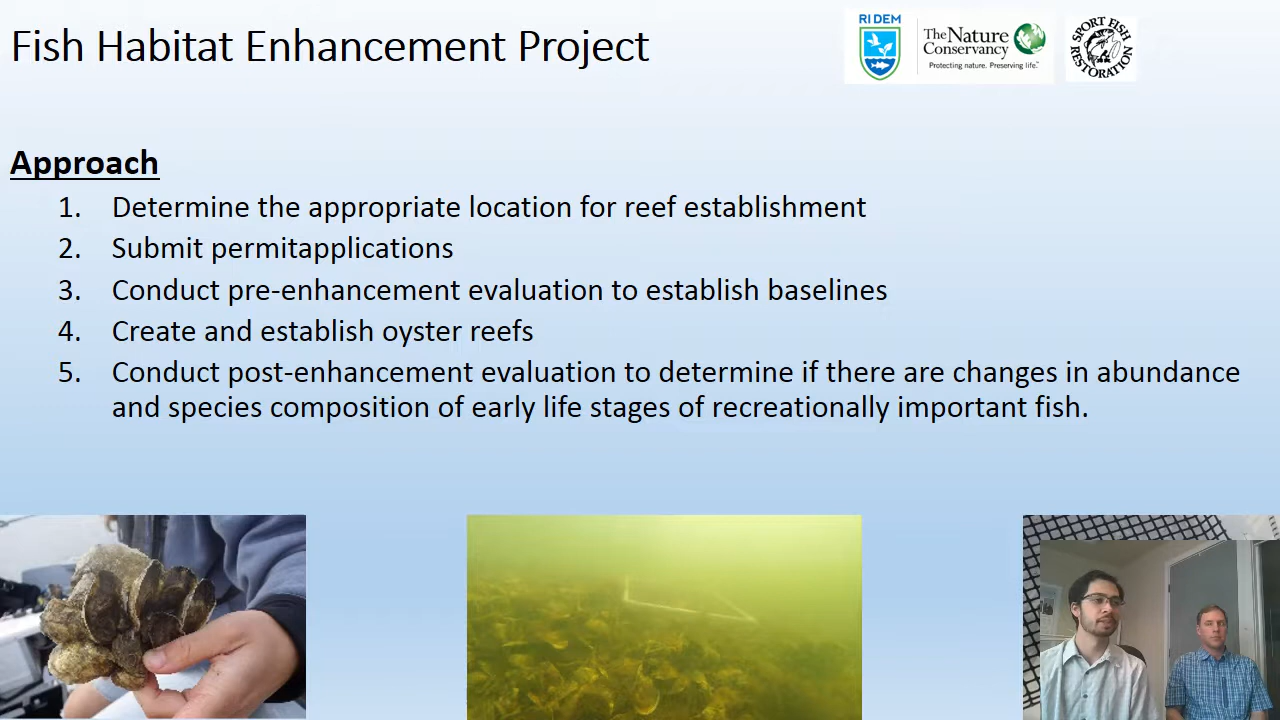 Fish Habitat Enhancement Project
RI DEM
The Nature
Conservancy
Protecting nature. Preserving life.™
SPORT FISH
RESTORATION
Approach
1. Determine the appropriate location for reef establishment
2. Submit permitapplications
3. Conduct pre-enhancement evaluation to establish baselines
4. Create and establish oyster reefs
5. Conduct post-enhancement evaluation to determine if there are changes in abundance
and species composition of early life stages of recreationally important fish.